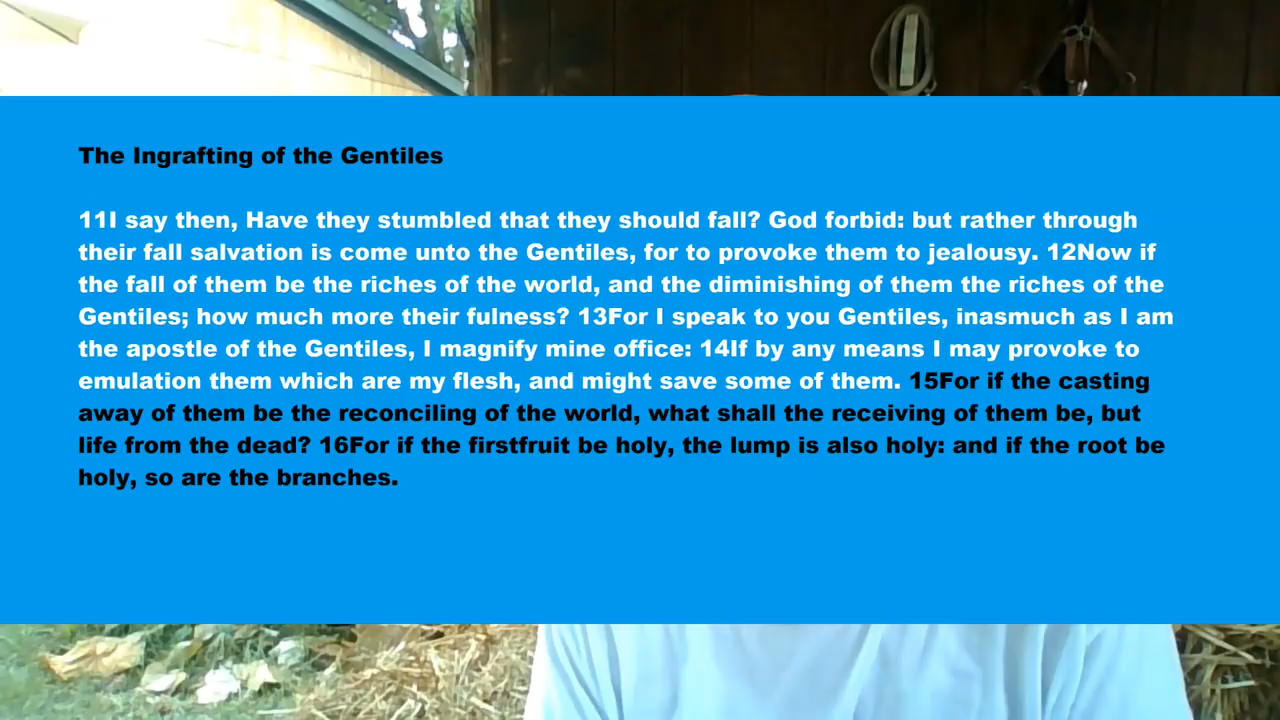 The Ingrafting of the Gentiles
11I say then, Have they stumbled that they should fall? God forbid: but rather through
their fall salvation is come unto the Gentiles, for to provoke them to jealousy. 12Now if
the fall of them be the riches of the world, and the diminishing of them the riches of the
Gentiles; how much more their fulness? 13For I speak to you Gentiles, inasmuch as I am
the apostle of the Gentiles, I magnify mine office: 14If by any means I may provoke to
emulation them which are my flesh, and might save some of them. 15For if the casting
away of them be the reconciling of the world, what shall the receiving of them be, but
life from the dead? 16For if the firstfruit be holy, the lump is also holy: and if the root be
holy, so are the branches.